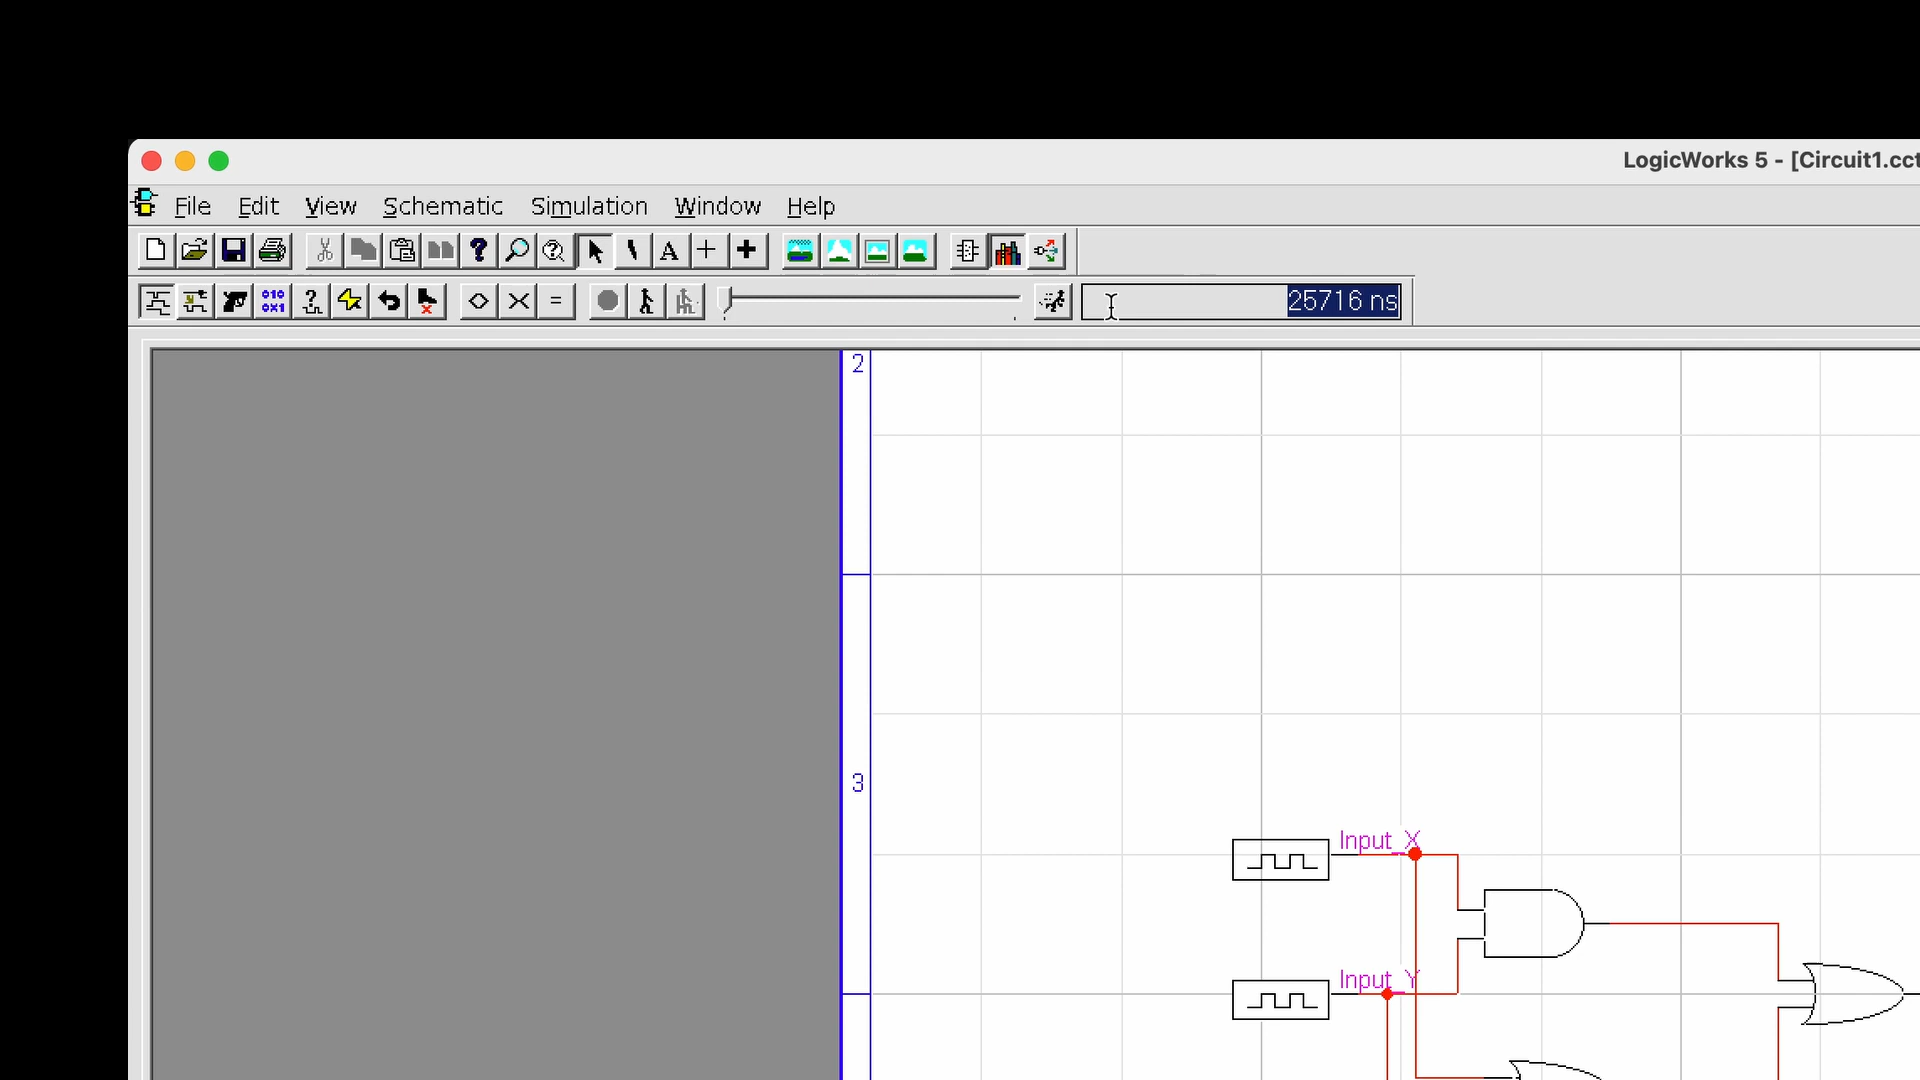 LogicWorks 5 - [Circuit1.cct
File Edit View Schematic Simulation Window Help
25716 ns
2
3
Input_X
Input_Y